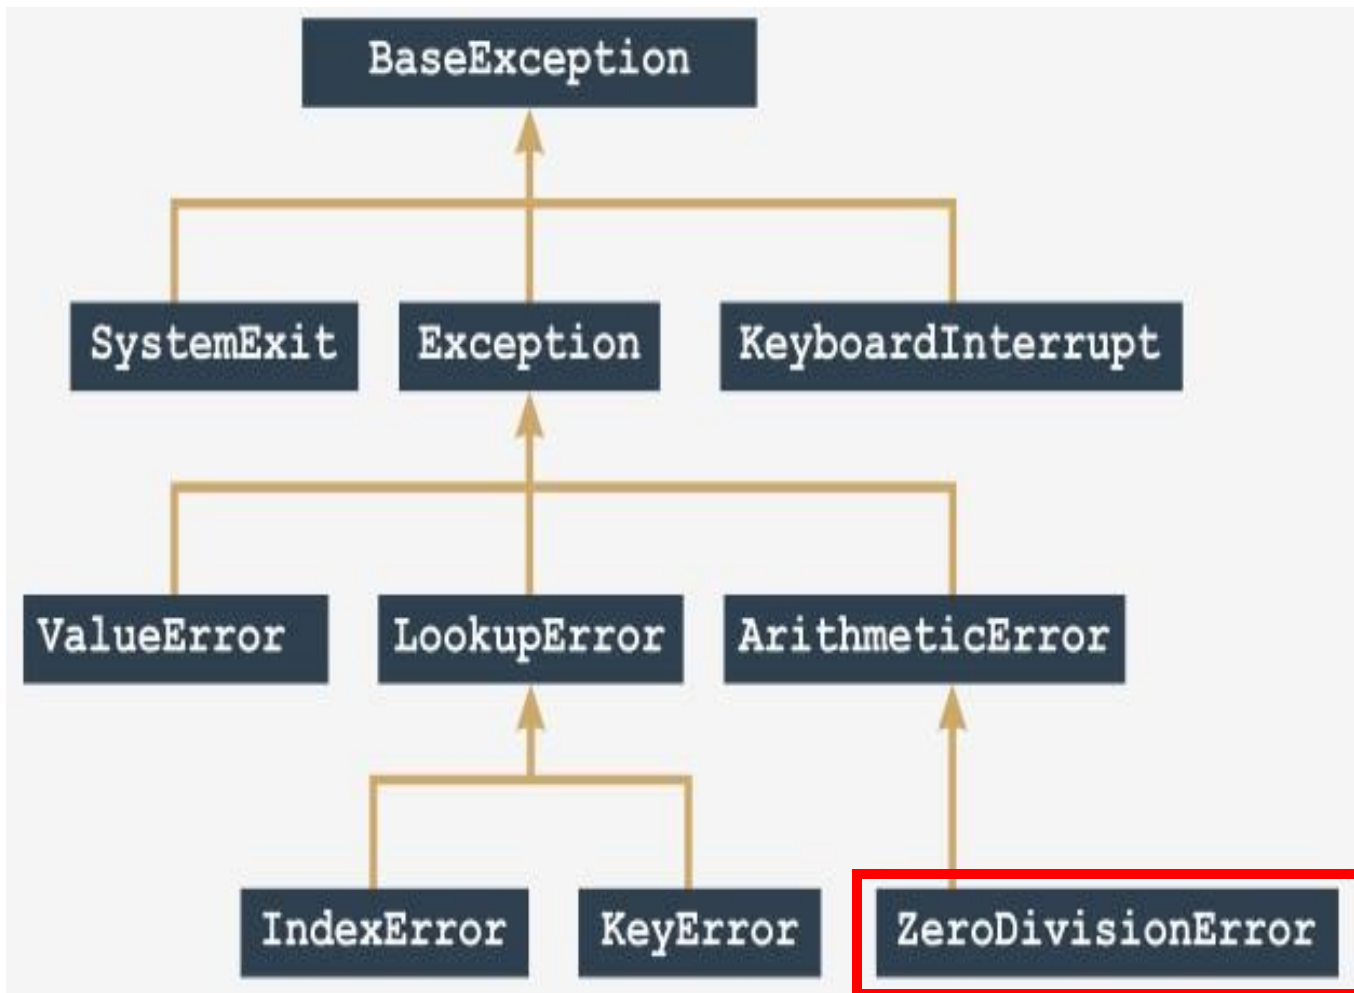 BaseException
SystemExit
Exception
KeyboardInterrupt
ValueError
LookupError
ArithmeticError
IndexError
KeyError
ZeroDivisionError